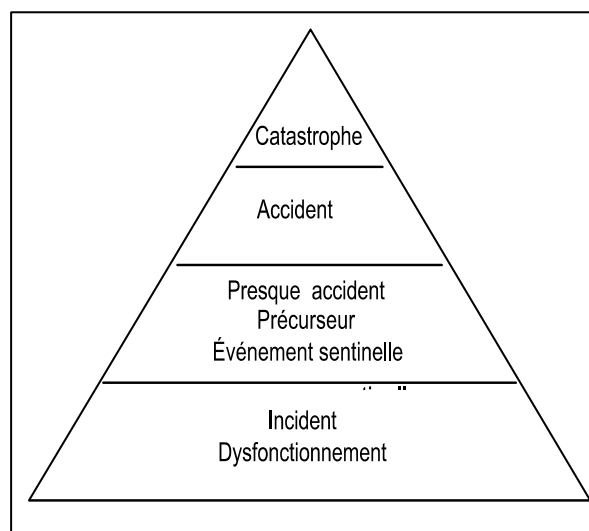 Catastrophe
Accident
Presque accident
Précurseur
Événement sentinelle
Incident
Dysfonctionnement